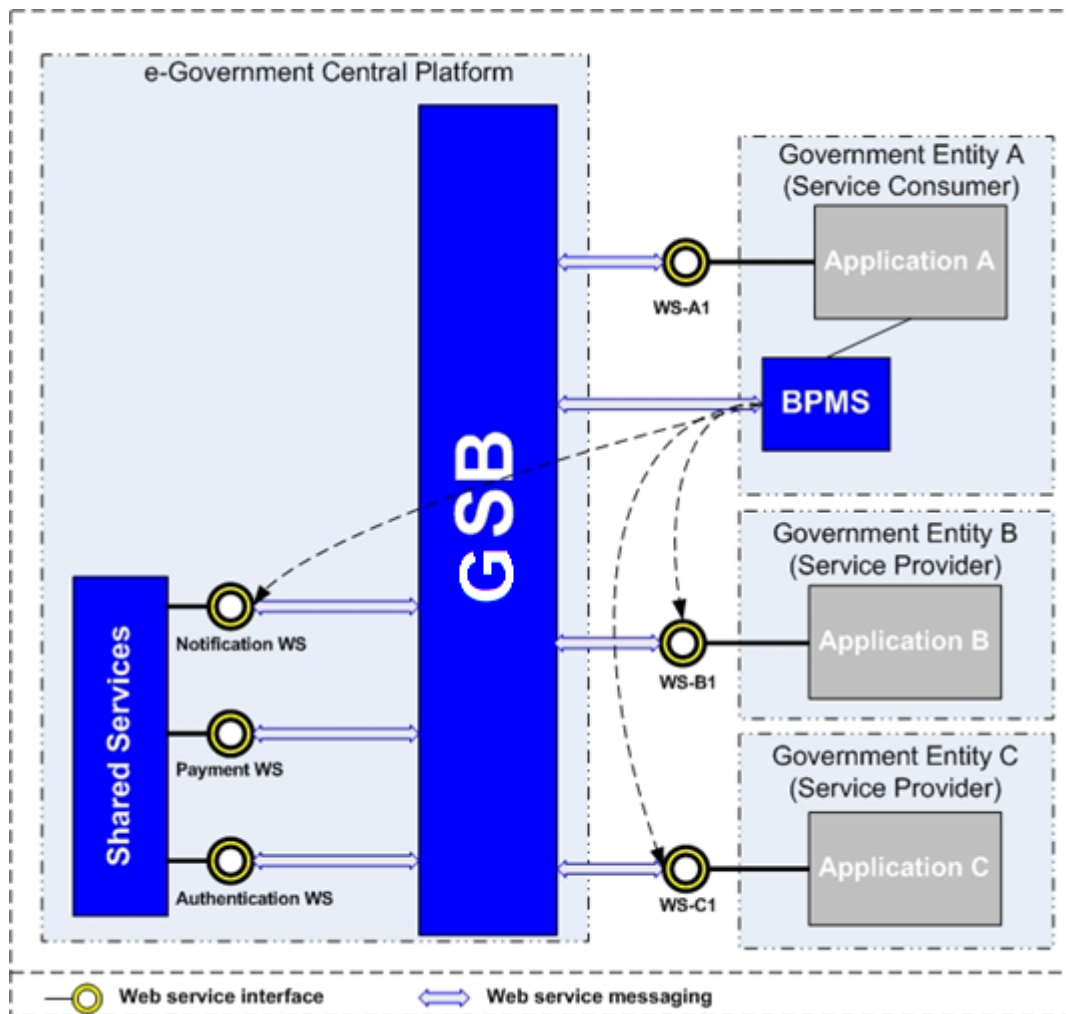 e-Government Central Platform
GSB
Shared Services
Notification WS
Payment WS
Authentication WS
Government Entity A
(Service Consumer)
Application A
WS-A1
BPMS
Government Entity B
(Service Provider)
Application B
WS-B1
Government Entity C
(Service Provider)
Application C
WS-C1
Web service interface
Web service messaging